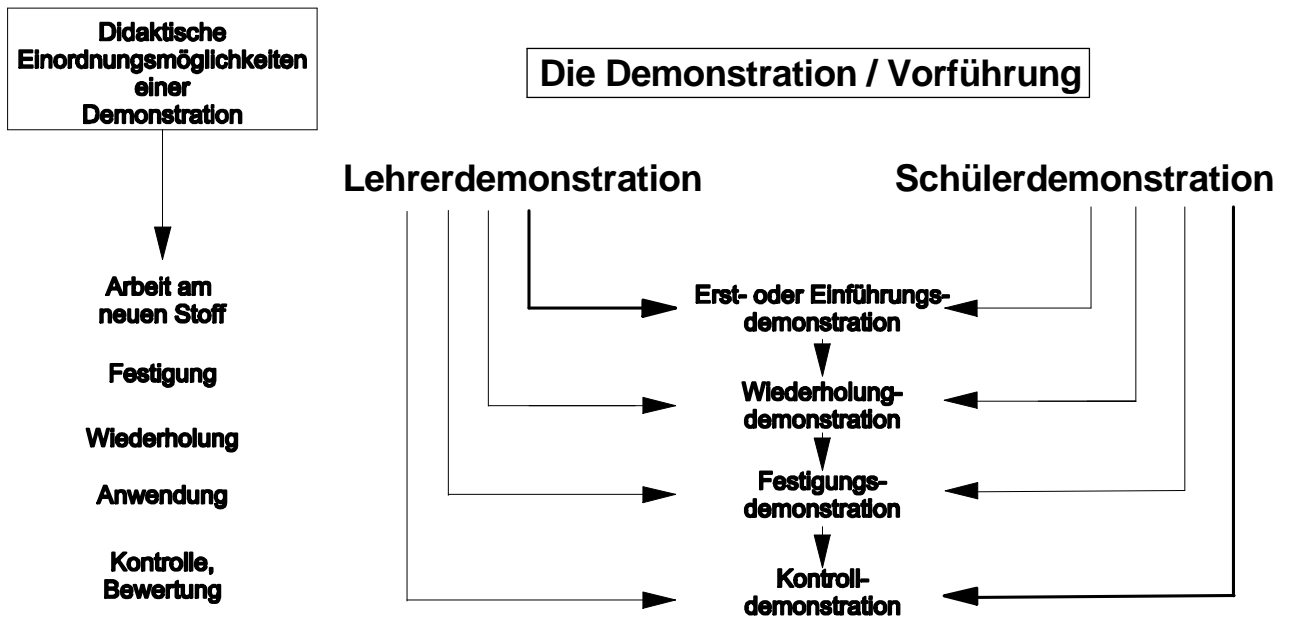 Didaktische
Einordnungsmöglichkeiten
einer
Demonstration
Die Demonstration / Vorführung
Lehrerdemonstration
Schülerdemonstration
Arbeit am
neuen Stoff
Festigung
Wiederholung
Anwendung
Kontrolle,
Bewertung
Erst- oder Einführungs-
demonstration
Wiederholung-
demonstration
Festigungs-
demonstration
Kontroll-
demonstration